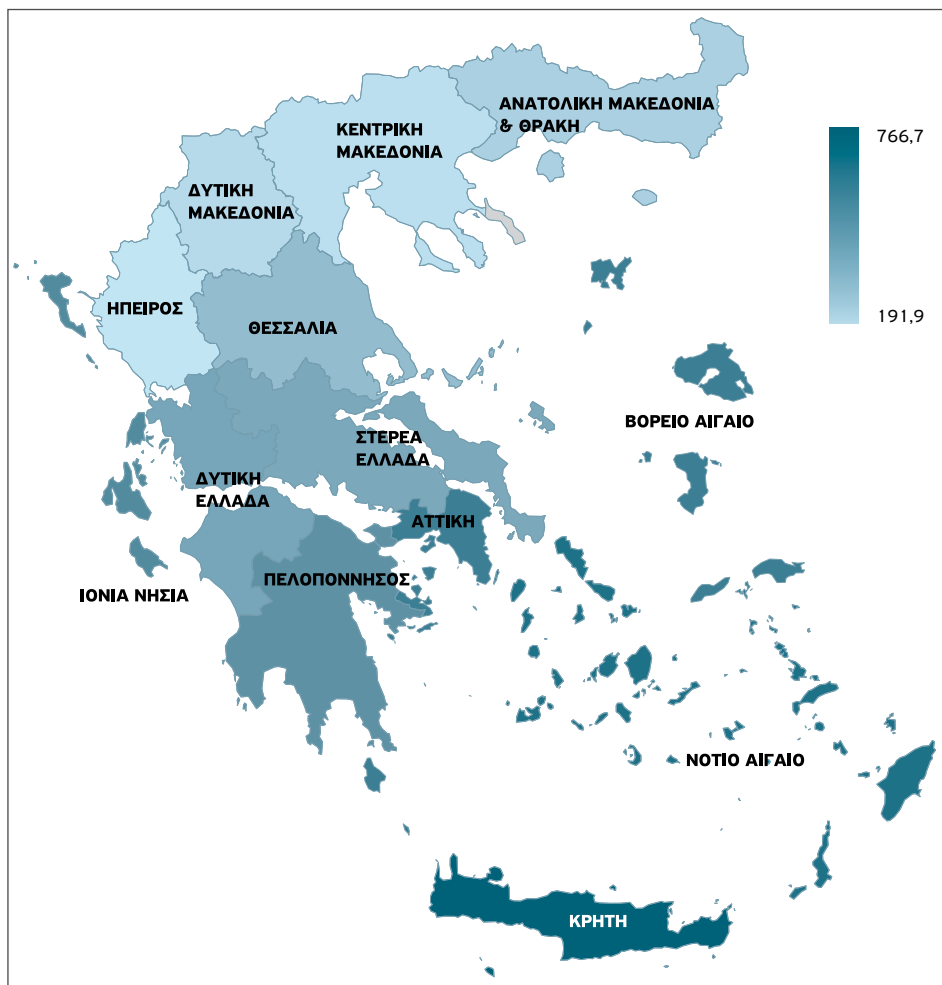 ΑΝΑΤΟΛΙΚΗ ΜΑΚΕΔΟΝΙΑ
& ΘΡΑΚΗ
ΚΕΝΤΡΙΚΗ
ΜΑΚΕΔΟΝΙΑ
766,7
ΔΥΤΙΚΗ
ΜΑΚΕΔΟΝΙΑ
ΗΠΕΙΡΟΣ
191,9
ΘΕΣΣΑΛΙΑ
ΒΟΡΕΙΟ ΑΙΓΑΙΟ
ΣΤΕΡΕΑ
ΕΛΛΑΔΑ
ΔΥΤΙΚΗ
ΕΛΛΑΔΑ
ΑΤΤΙΚΗ
ΠΕΛΟΠΟΝΝΗΣΟΣ
ΙΟΝΙΑ ΝΗΣΙΑ
ΝΟΤΙΟ ΑΙΓΑΙΟ
ΚΡΗΤΗ